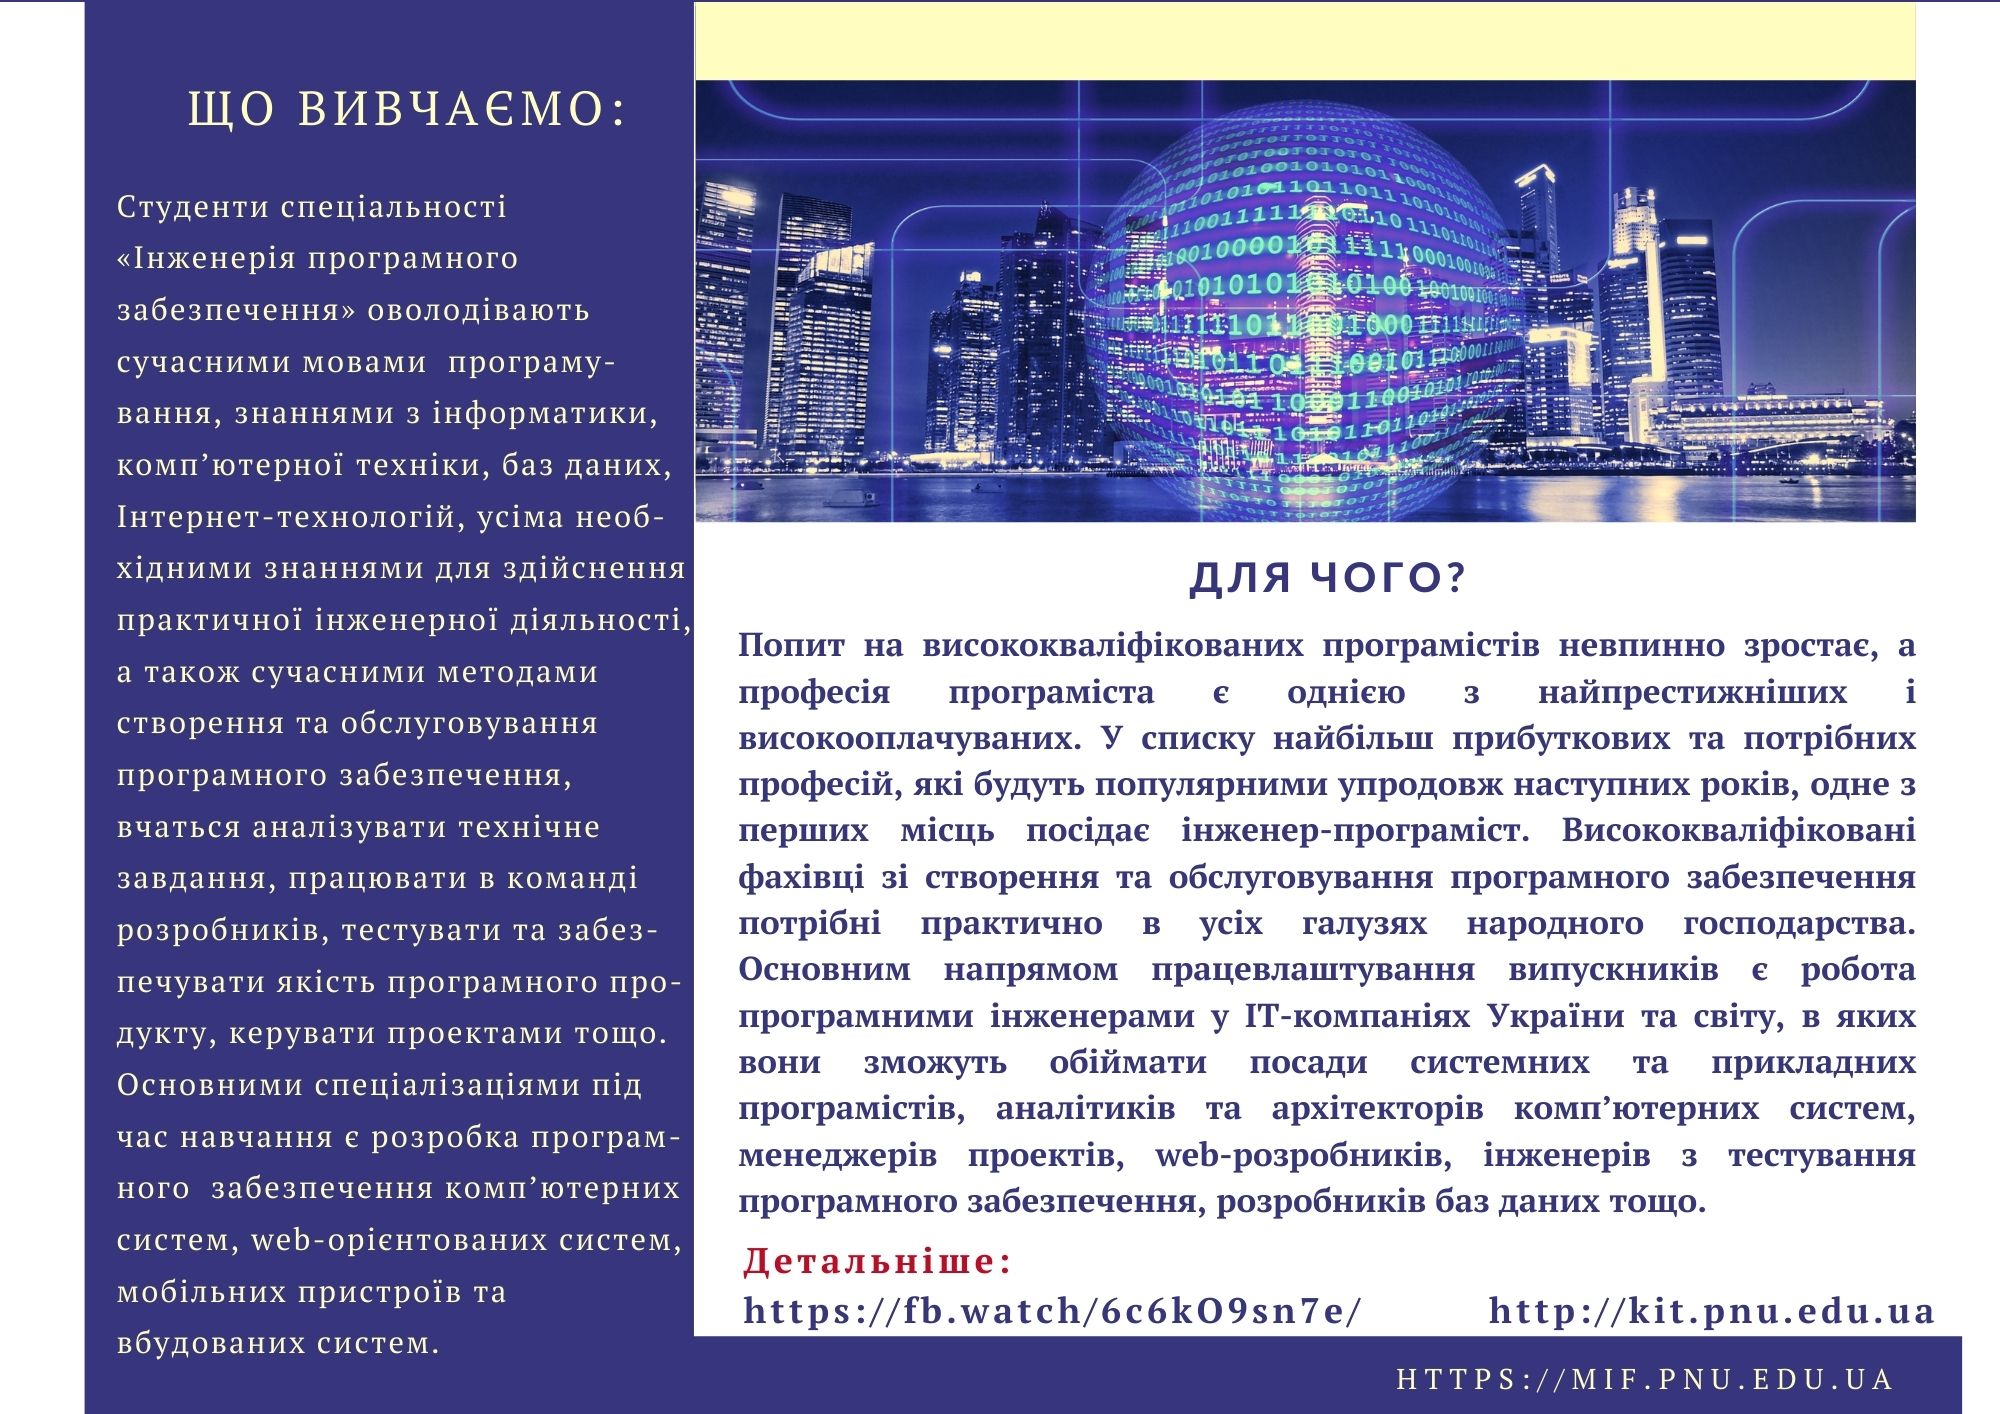 ЩО ВИВЧАЄМО:
Студенти спеціальності
«Інженерія програмного
забезпечення» оволодівають
сучасними мовами  програму-
вання, знаннями з інформатики,
комп’ютерної техніки, баз даних,
Інтернет-технологій, усіма необ-
хідними знаннями для здійснення
практичної інженерної діяльності,
а також сучасними методами
створення та обслуговування
програмного забезпечення,
вчаться аналізувати технічне
завдання, працювати в команді
розробників, тестувати та забез-
печувати якість програмного про-
дукту, керувати проектами тощо.
Основними спеціалізаціями під
час навчання є розробка програм-
ного  забезпечення комп’ютерних
систем, web-орієнтованих систем,
мобільних пристроїв та
вбудованих систем.
ДЛЯ ЧОГО?
Попит на висококваліфікованих програмістів невпинно зростає, а
професія програміста є однією з найпрестижніших і
високооплачуваних. У списку найбільш прибуткових та потрібних
професій, які будуть популярними упродовж наступних років, одне з
перших місць посідає інженер-програміст. Висококваліфіковані
фахівці зі створення та обслуговування програмного забезпечення
потрібні практично в усіх галузях народного господарства.
Основним напрямом працевлаштування випускників є робота
програмними інженерами у ІТ-компаніях України та світу, в яких
вони зможуть обіймати посади системних та прикладних
програмістів, аналітиків та архітекторів комп’ютерних систем,
менеджерів проектів, web-розробників, інженерів з тестування
програмного забезпечення, розробників баз даних тощо.
Детальніше:
https://fb.watch/6c6kO9sn7e/ http://kit.pnu.edu.ua
HTTPS://MIF.PNU.EDU.UA